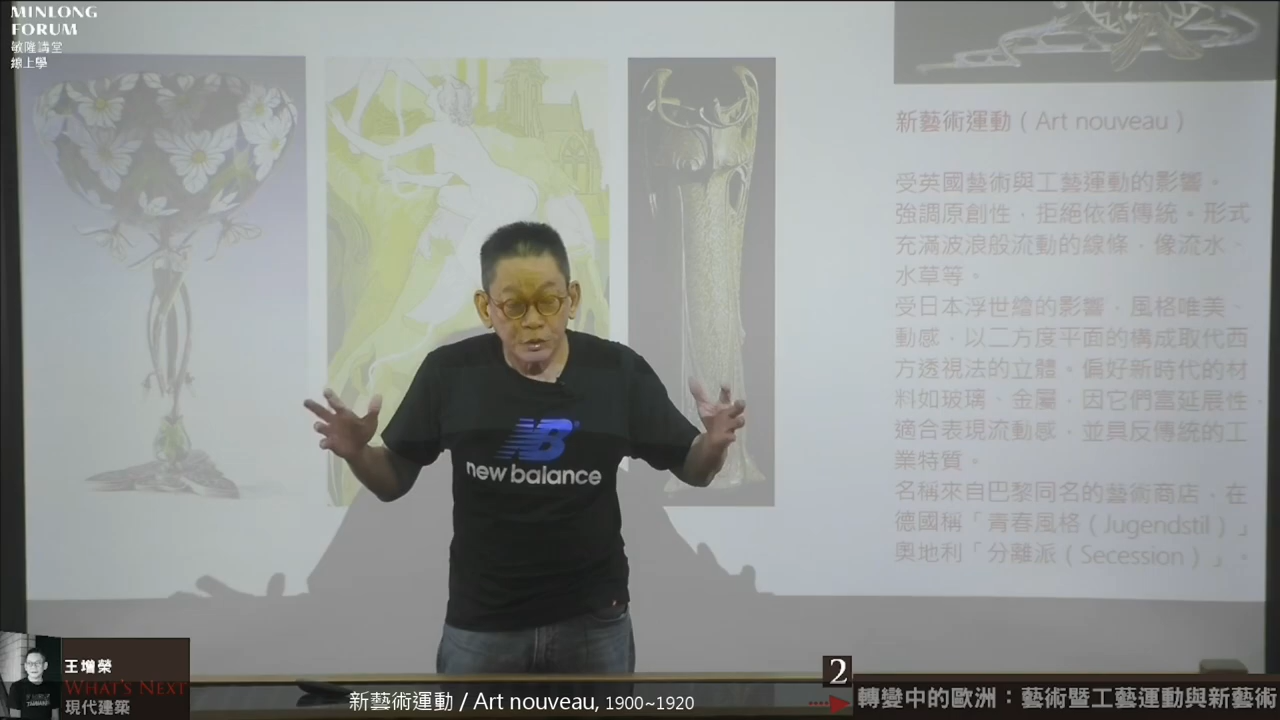 MINLONG
FORUM
敏隆講堂
線上學
新藝術運動（Art nouveau）
受英國藝術與工藝運動的影響。
強調原創性，拒絕依循傳統。形式
充滿波浪般流動的線條，像流水、
水草等。
受日本浮世繪的影響，風格唯美、
動感，以二方度平面的構成取代西
方透視法的立體。偏好新時代的材
料如玻璃、金屬，因它們富延展性，
適合表現流動感，並具反傳統的工
業特質。
名稱來自巴黎同名的藝術商店，在
德國稱「青春風格（Jugendstil）」
奧地利「分離派（Secession）」。
NB
new balance
王增榮
WHAT'S NEXT
現代建築
新藝術運動 / Art nouveau, 1900~1920
2
轉變中的歐洲：藝術暨工藝運動與新藝術